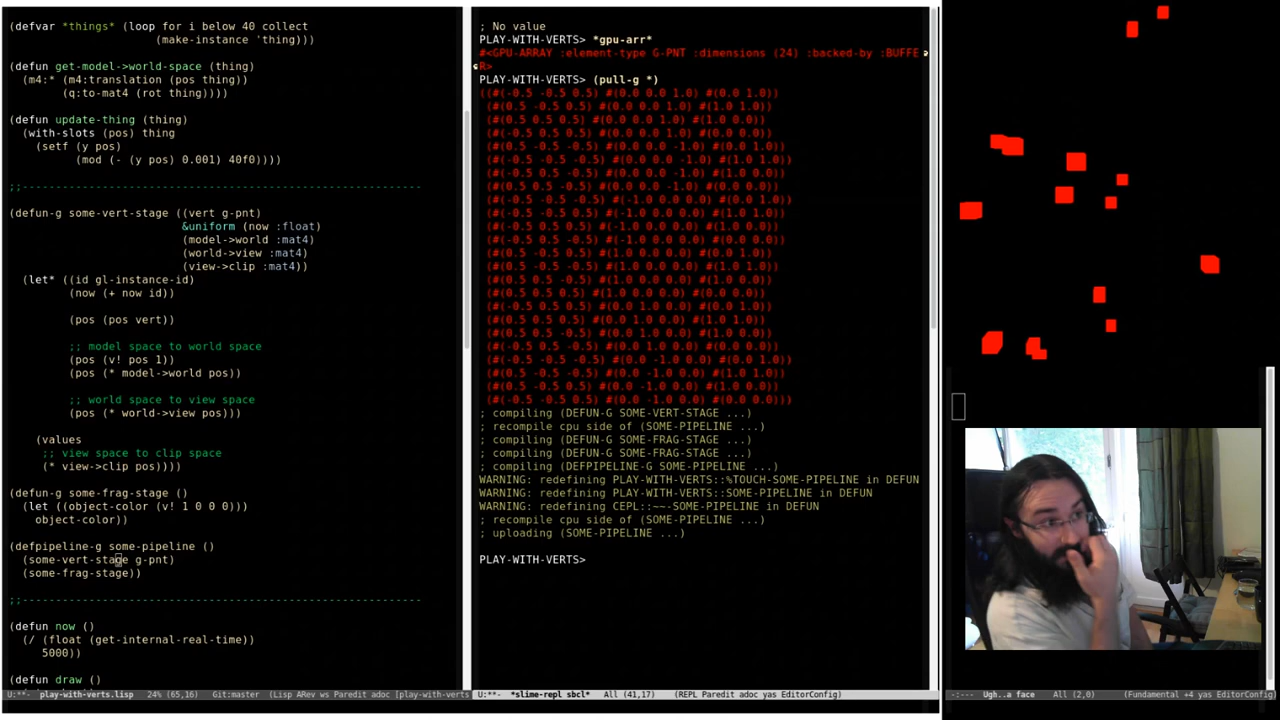 (defvar *things* (loop for i below 40 collect
(make-instance 'thing)))
(defun get-model->world-space (thing)
(m4:* (m4:translation (pos thing))
(q:to-mat4 (rot thing))))
(defun update-thing (thing)
(with-slots (pos) thing
(setf (y pos)
(mod (- (y pos) 0.001) 40f0))))
;;------------------------------------------------------------
(defun-g some-vert-stage ((vert g-pnt)
&uniform (now :float)
(model->world :mat4)
(world->view :mat4)
(view->clip :mat4))
(let* ((id gl-instance-id)
(now (+ now id))
(pos (pos vert))
;; model space to world space
(pos (v! pos 1))
(pos (* model->world pos))
;; world space to view space
(pos (* world->view pos)))
(values
;; view space to clip space
(* view->clip pos))))
(defun-g some-frag-stage ()
(let ((object-color (v! 1 0 0 0)))
object-color))
(defpipeline-g some-pipeline ()
(some-vert-stage g-pnt)
(some-frag-stage))
;;------------------------------------------------------------
(defun now ()
(/ (float (get-internal-real-time))
5000))
(defun draw ()
U:**- play-with-verts.lisp 24% (65,16) Git:master (Lisp ARev ws Paredit adoc [play-with-verts
; No value
PLAY-WITH-VERTS> *gpu-arr*
#<GPU-ARRAY :element-type G-PNT :dimensions (24) :backed-by :BUFFE
R>
PLAY-WITH-VERTS> (pull-g *)
((#(-0.5 -0.5 0.5) #(0.0 0.0 1.0) #(0.0 1.0))
(#(0.5 -0.5 0.5) #(0.0 0.0 1.0) #(1.0 1.0))
(#(0.5 0.5 0.5) #(0.0 0.0 1.0) #(1.0 0.0))
(#(-0.5 0.5 0.5) #(0.0 0.0 1.0) #(0.0 0.0))
(#(-0.5 -0.5 -0.5) #(0.0 0.0 -1.0) #(0.0 1.0))
(#(0.5 -0.5 -0.5) #(0.0 0.0 -1.0) #(1.0 1.0))
(#(-0.5 0.5 -0.5) #(0.0 0.0 -1.0) #(1.0 0.0))
(#(0.5 0.5 -0.5) #(0.0 0.0 -1.0) #(0.0 0.0))
(#(-0.5 -0.5 -0.5) #(-1.0 0.0 0.0) #(0.0 1.0))
(#(-0.5 -0.5 0.5) #(-1.0 0.0 0.0) #(1.0 1.0))
(#(-0.5 0.5 0.5) #(-1.0 0.0 0.0) #(1.0 0.0))
(#(-0.5 0.5 -0.5) #(-1.0 0.0 0.0) #(0.0 0.0))
(#(0.5 -0.5 0.5) #(1.0 0.0 0.0) #(0.0 1.0))
(#(0.5 -0.5 -0.5) #(1.0 0.0 0.0) #(1.0 1.0))
(#(0.5 0.5 -0.5) #(1.0 0.0 0.0) #(1.0 0.0))
(#(0.5 0.5 0.5) #(1.0 0.0 0.0) #(0.0 0.0))
(#(-0.5 0.5 0.5) #(0.0 1.0 0.0) #(0.0 1.0))
(#(0.5 0.5 0.5) #(0.0 1.0 0.0) #(1.0 1.0))
(#(0.5 0.5 -0.5) #(0.0 1.0 0.0) #(1.0 0.0))
(#(-0.5 0.5 -0.5) #(0.0 1.0 0.0) #(0.0 0.0))
(#(-0.5 -0.5 -0.5) #(0.0 -1.0 0.0) #(0.0 1.0))
(#(0.5 -0.5 -0.5) #(0.0 -1.0 0.0) #(1.0 1.0))
(#(0.5 -0.5 0.5) #(0.0 -1.0 0.0) #(1.0 0.0))
(#(-0.5 -0.5 0.5) #(0.0 -1.0 0.0) #(0.0 0.0)))
; compiling (DEFUN-G SOME-VERT-STAGE ...)
; recompile cpu side of (SOME-PIPELINE ...)
; compiling (DEFUN-G SOME-FRAG-STAGE ...)
; compiling (DEFUN-G SOME-FRAG-STAGE ...)
; compiling (DEFPIPELINE-G SOME-PIPELINE ...)
WARNING: redefining PLAY-WITH-VERTS::%TOUCH-SOME-PIPELINE in DEFUN
WARNING: redefining PLAY-WITH-VERTS::SOME-PIPELINE in DEFUN
WARNING: redefining CEPL::~~-SOME-PIPELINE in DEFUN
; recompile cpu side of (SOME-PIPELINE ...)
; uploading (SOME-PIPELINE ...)
PLAY-WITH-VERTS>
U:**- *slime-repl sbcl* All (41,17) (REPL Paredit adoc yas EditorConfig)
-:--- Ugh..a face All (2,0) (Fundamental +4 yas EditorConfig)